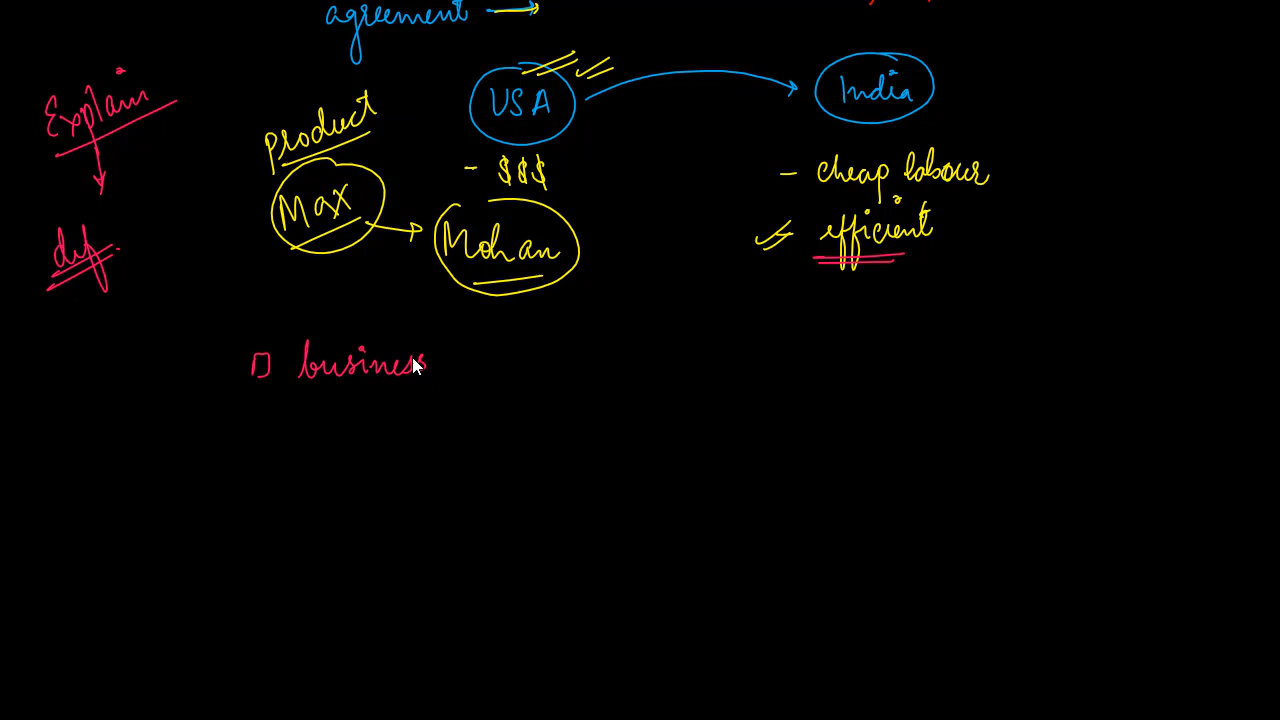 agreement →
Explain
USA → India
product
- $$$
- cheap labour
Max → Mohan
efficient
def.
business